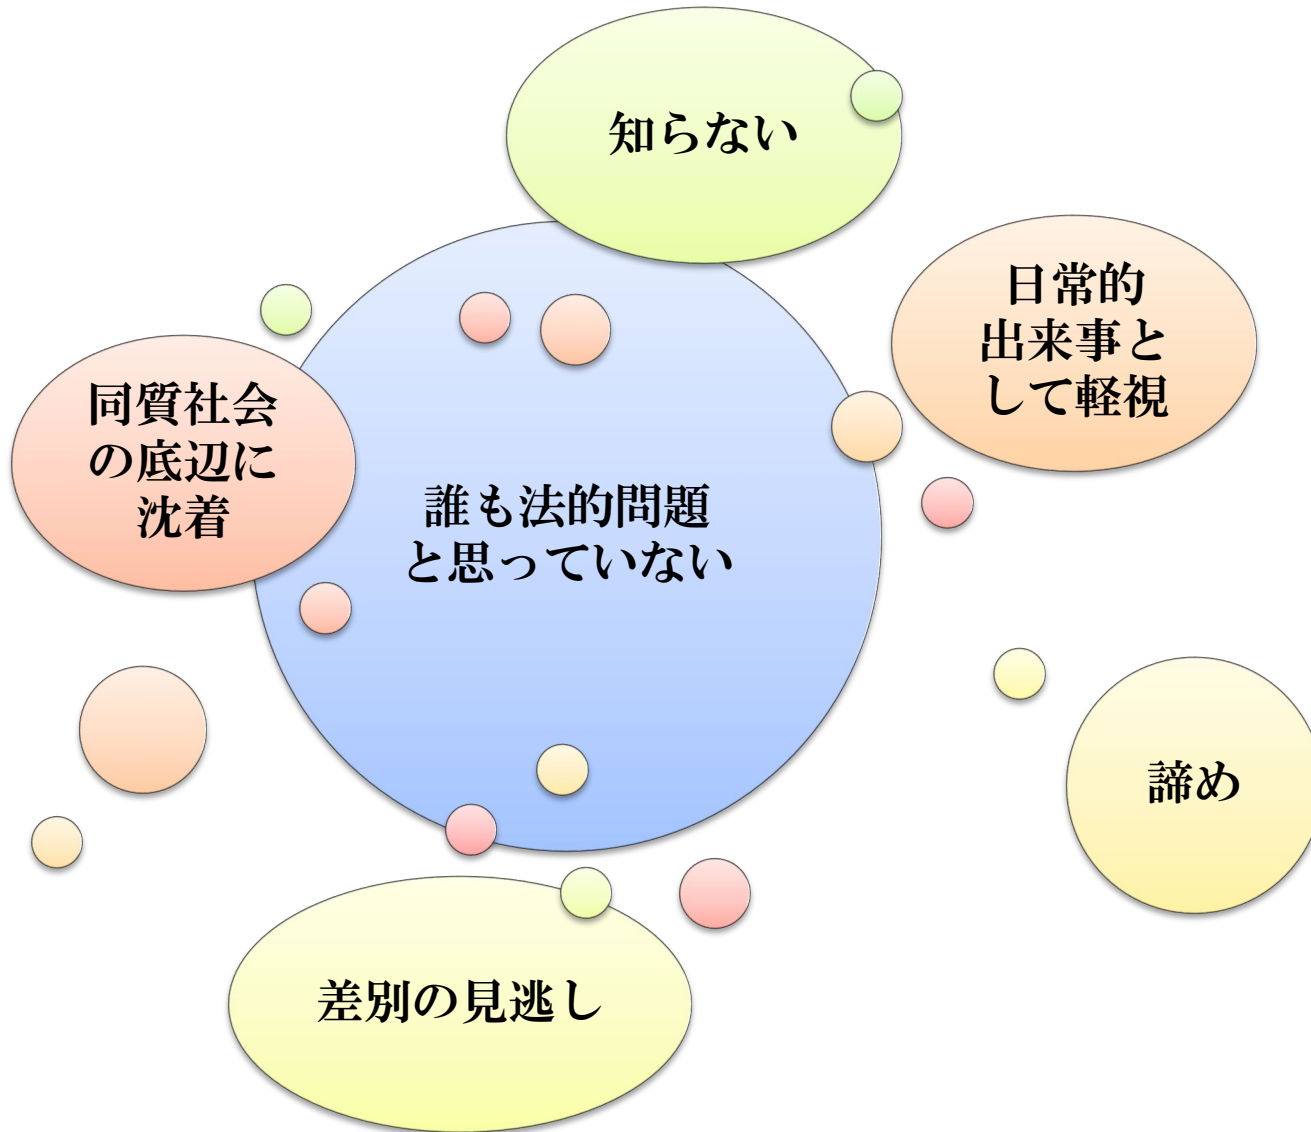 知らない
日常的
出来事と
して軽視
同質社会
の底辺に
沈着
誰も法的問題
と思っていない
諦め
差別の見逃し